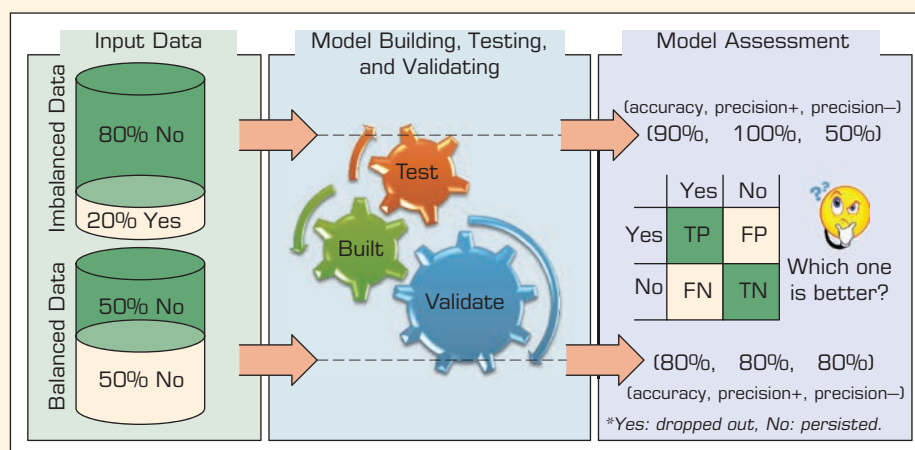 Input Data
Model Building, Testing,
and Validating
Model Assessment
Imbalanced Data
80% No
20% Yes
Balanced Data
50% No
50% No
Test
Built
Validate
(accuracy, precision+, precision–)
(90%, 100%, 50%)
Yes No
Yes TP FP
No FN TN
??
Which one
is better?
(80%, 80%, 80%)
(accuracy, precision+, precision–)
*Yes: dropped out, No: persisted.